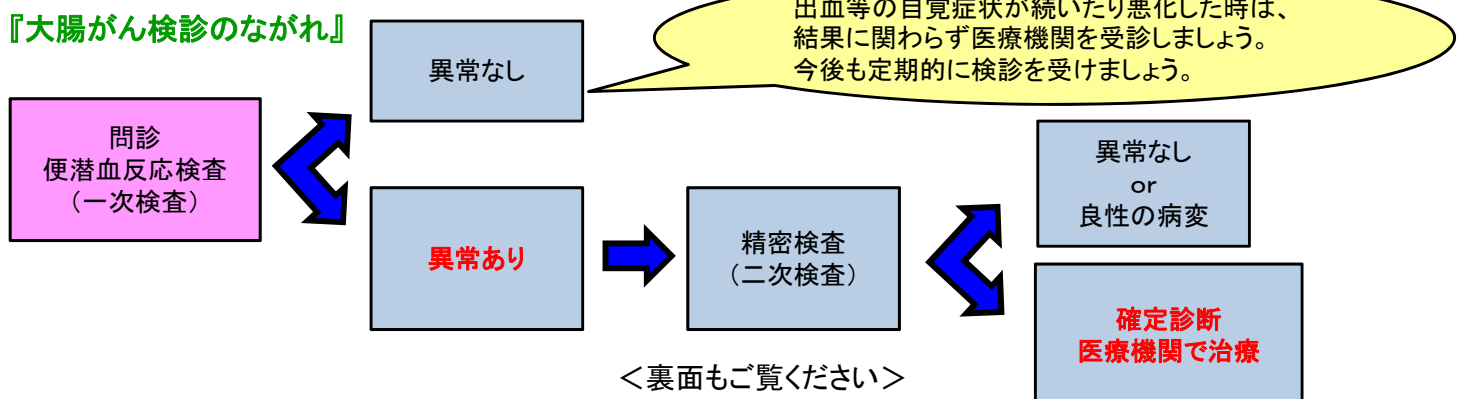 『大腸がん検診のながれ』
出血等の自覚症状が続いたり悪化した時は、
結果に関わらず医療機関を受診しましょう。
今後も定期的に検診を受けましょう。
異常なし
問診
便潜血反応検査
（一次検査）
異常あり
精密検査
（二次検査）
異常なし
or
良性の病変
確定診断
医療機関で治療
＜裏面もご覧ください＞